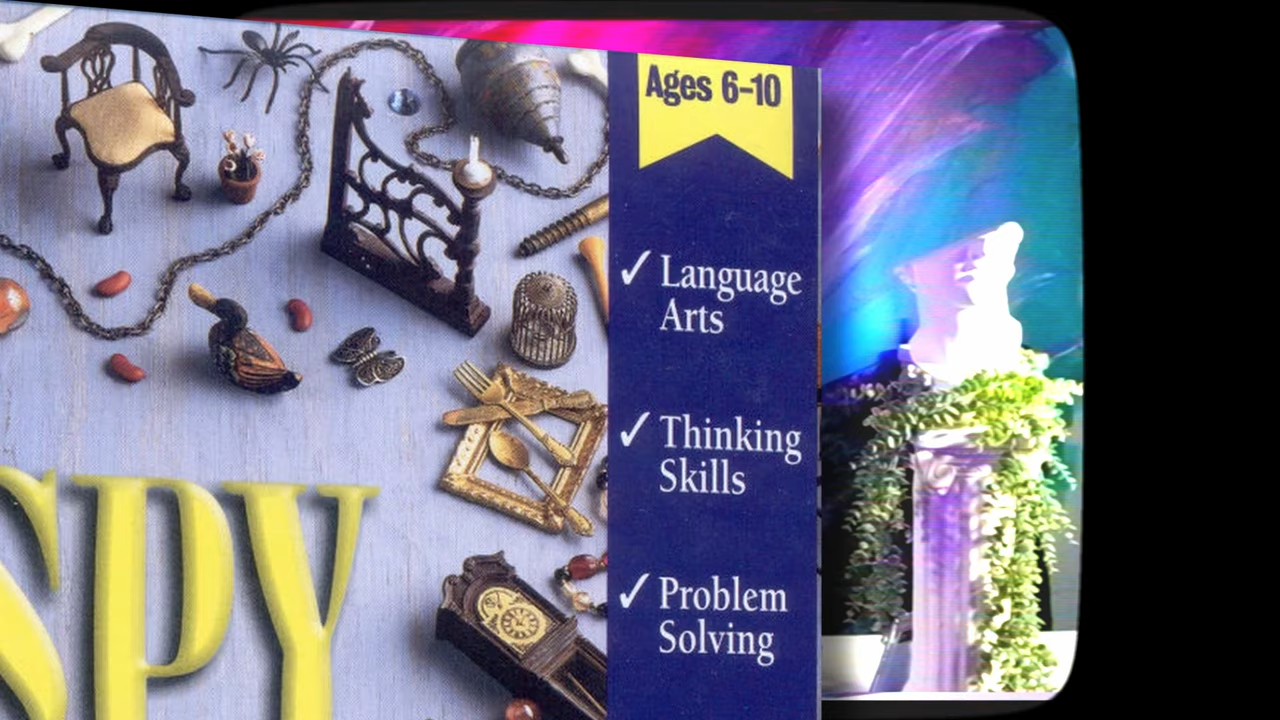 Ages 6-10
✓ Language
Arts
✓ Thinking
Skills
✓ Problem
Solving
SPY